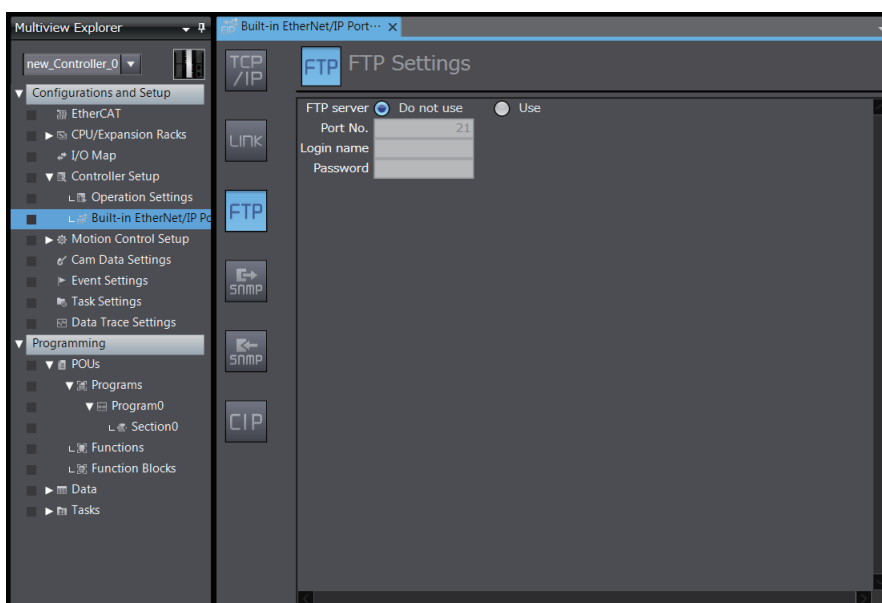 Multiview Explorer
new_Controller_0
Configurations and Setup
EtherCAT
CPU/Expansion Racks
I/O Map
Controller Setup
Operation Settings
Built-in EtherNet/IP Po
Motion Control Setup
Cam Data Settings
Event Settings
Task Settings
Data Trace Settings
Programming
POUs
Programs
Program0
Section0
Functions
Function Blocks
Data
Tasks
Built-in EtherNet/IP Port···
TCP
/IP
LINK
FTP
SNMP
SNMP
CIP
FTP FTP Settings
FTP server Do not use Use
Port No. 21
Login name
Password